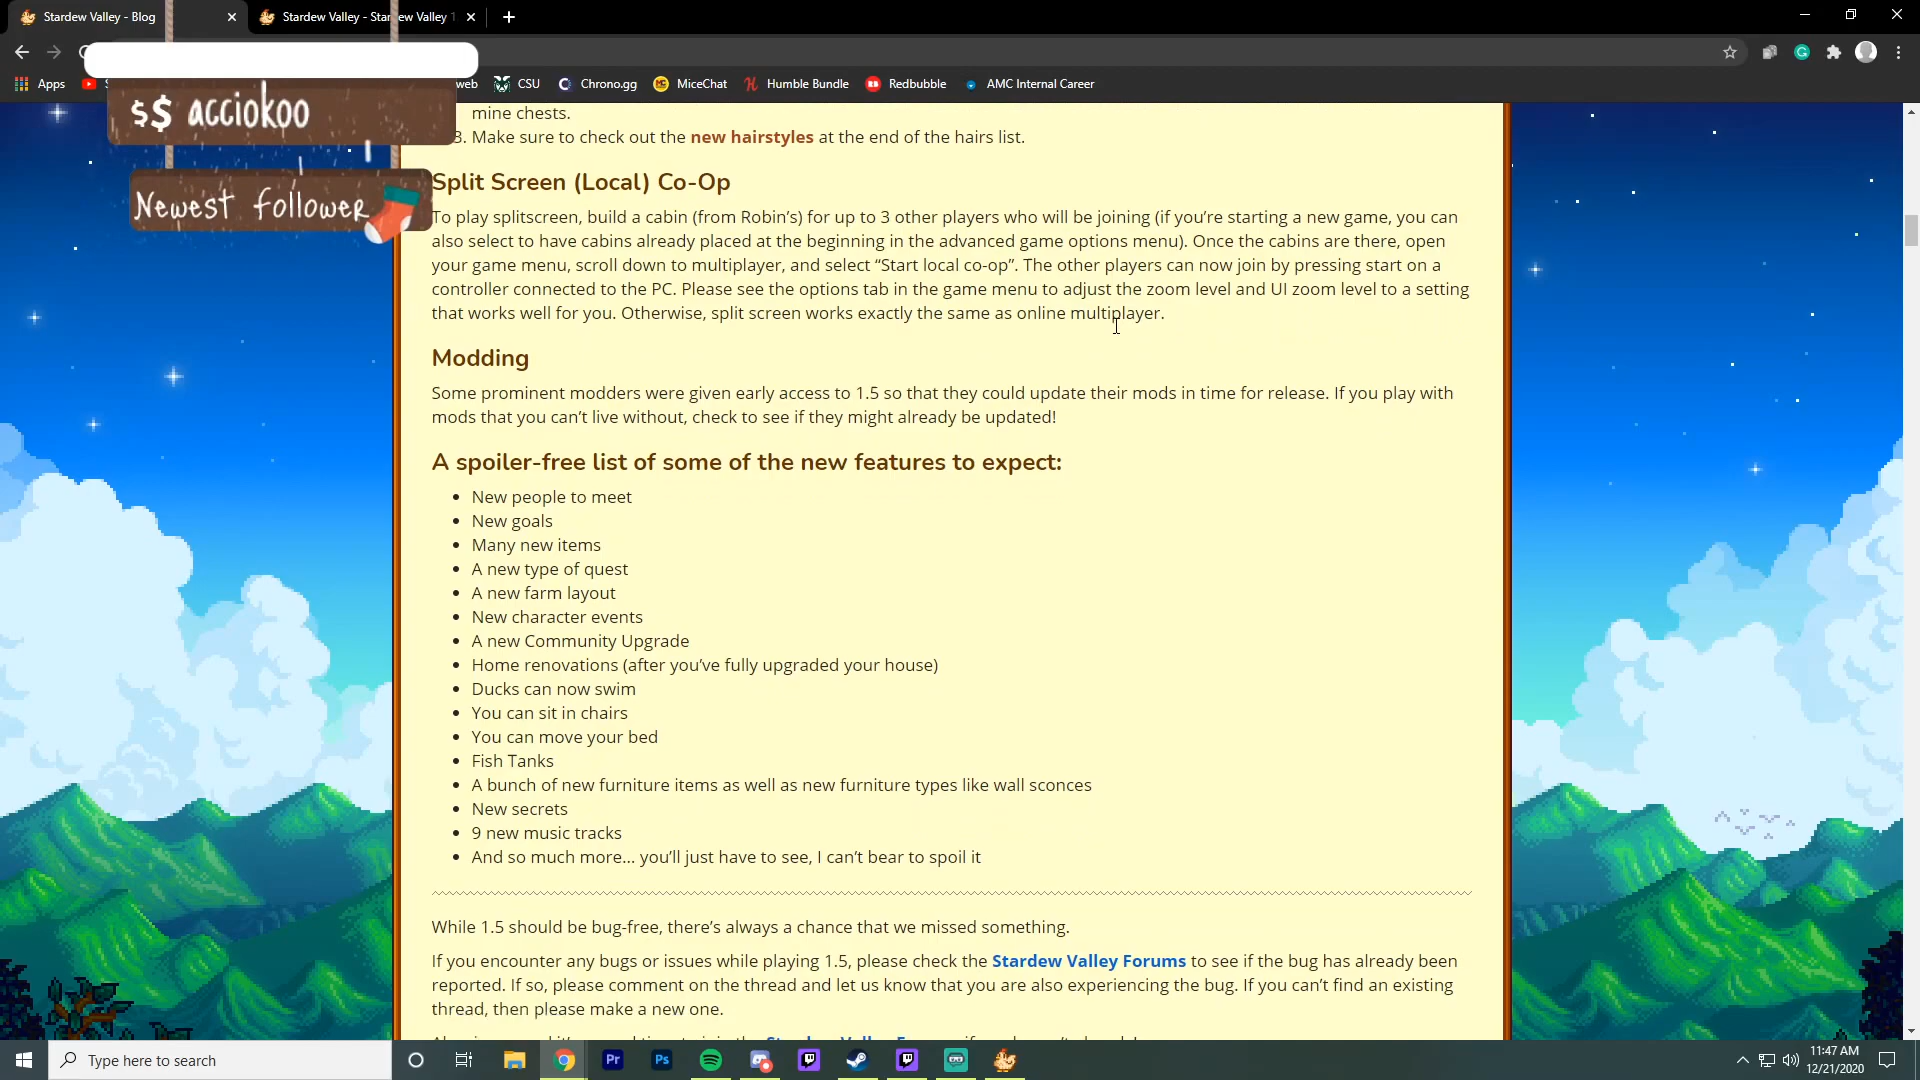 Stardew Valley - Blog
Stardew Valley - Stardew Valley 1
Apps
web
CSU
Chrono.gg
MiceChat
Humble Bundle
Redbubble
AMC Internal Career
$$ acciokoo
Newest follower
mine chests.
3. Make sure to check out the new hairstyles at the end of the hairs list.
Split Screen (Local) Co-Op
To play splitscreen, build a cabin (from Robin’s) for up to 3 other players who will be joining (if you’re starting a new game, you can
also select to have cabins already placed at the beginning in the advanced game options menu). Once the cabins are there, open
your game menu, scroll down to multiplayer, and select “Start local co-op”. The other players can now join by pressing start on a
controller connected to the PC. Please see the options tab in the game menu to adjust the zoom level and UI zoom level to a setting
that works well for you. Otherwise, split screen works exactly the same as online multiplayer.
Modding
Some prominent modders were given early access to 1.5 so that they could update their mods in time for release. If you play with
mods that you can’t live without, check to see if they might already be updated!
A spoiler-free list of some of the new features to expect:
• New people to meet
• New goals
• Many new items
• A new type of quest
• A new farm layout
• New character events
• A new Community Upgrade
• Home renovations (after you’ve fully upgraded your house)
• Ducks can now swim
• You can sit in chairs
• You can move your bed
• Fish Tanks
• A bunch of new furniture items as well as new furniture types like wall sconces
• New secrets
• 9 new music tracks
• And so much more… you’ll just have to see, I can’t bear to spoil it
While 1.5 should be bug-free, there’s always a chance that we missed something.
If you encounter any bugs or issues while playing 1.5, please check the Stardew Valley Forums to see if the bug has already been
reported. If so, please comment on the thread and let us know that you are also experiencing the bug. If you can’t find an existing
thread, then please make a new one.
Type here to search
Pr
Ps
11:47 AM
12/21/2020